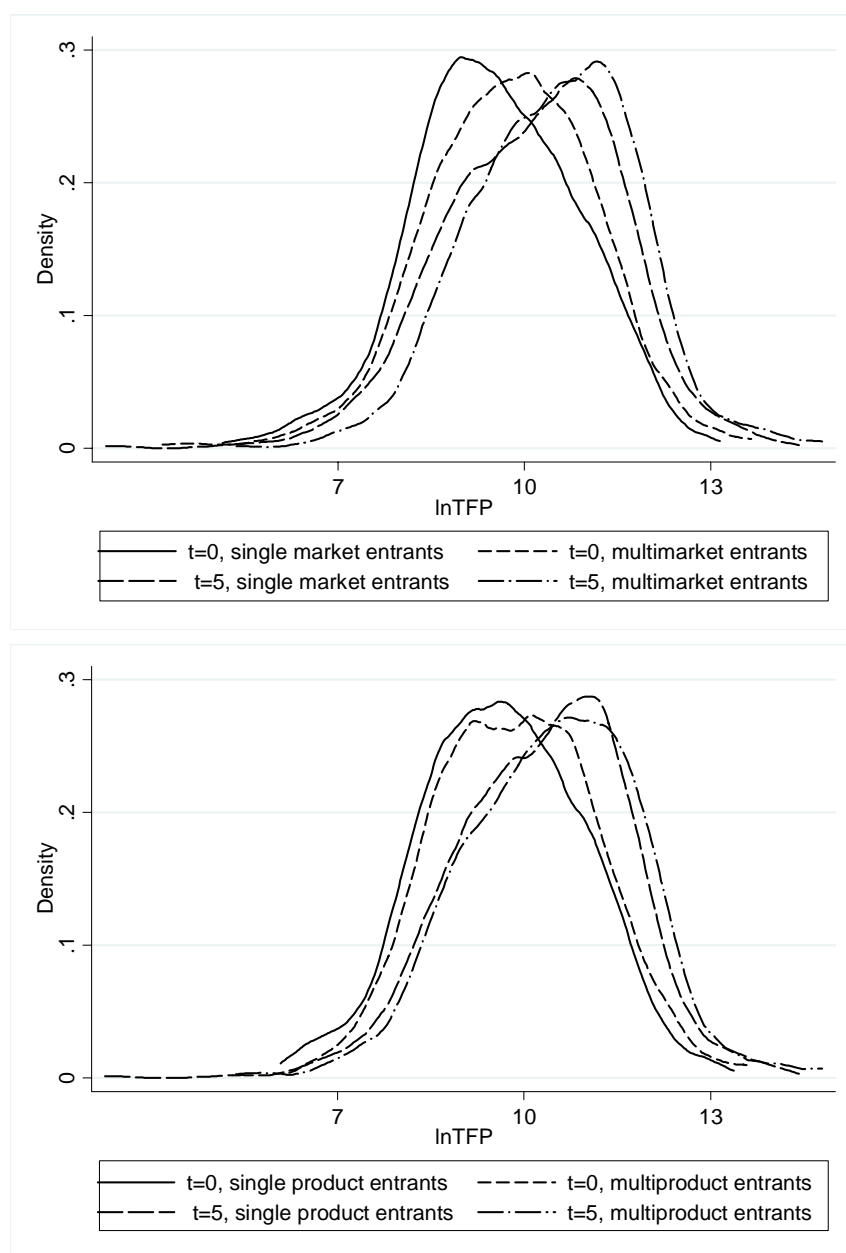 .3
.2
.1
0
Density
7 10 13
lnTFP
t=0, single market entrants t=0, multimarket entrants
t=5, single market entrants t=5, multimarket entrants
.3
.2
.1
0
Density
7 10 13
lnTFP
t=0, single product entrants t=0, multiproduct entrants
t=5, single product entrants t=5, multiproduct entrants